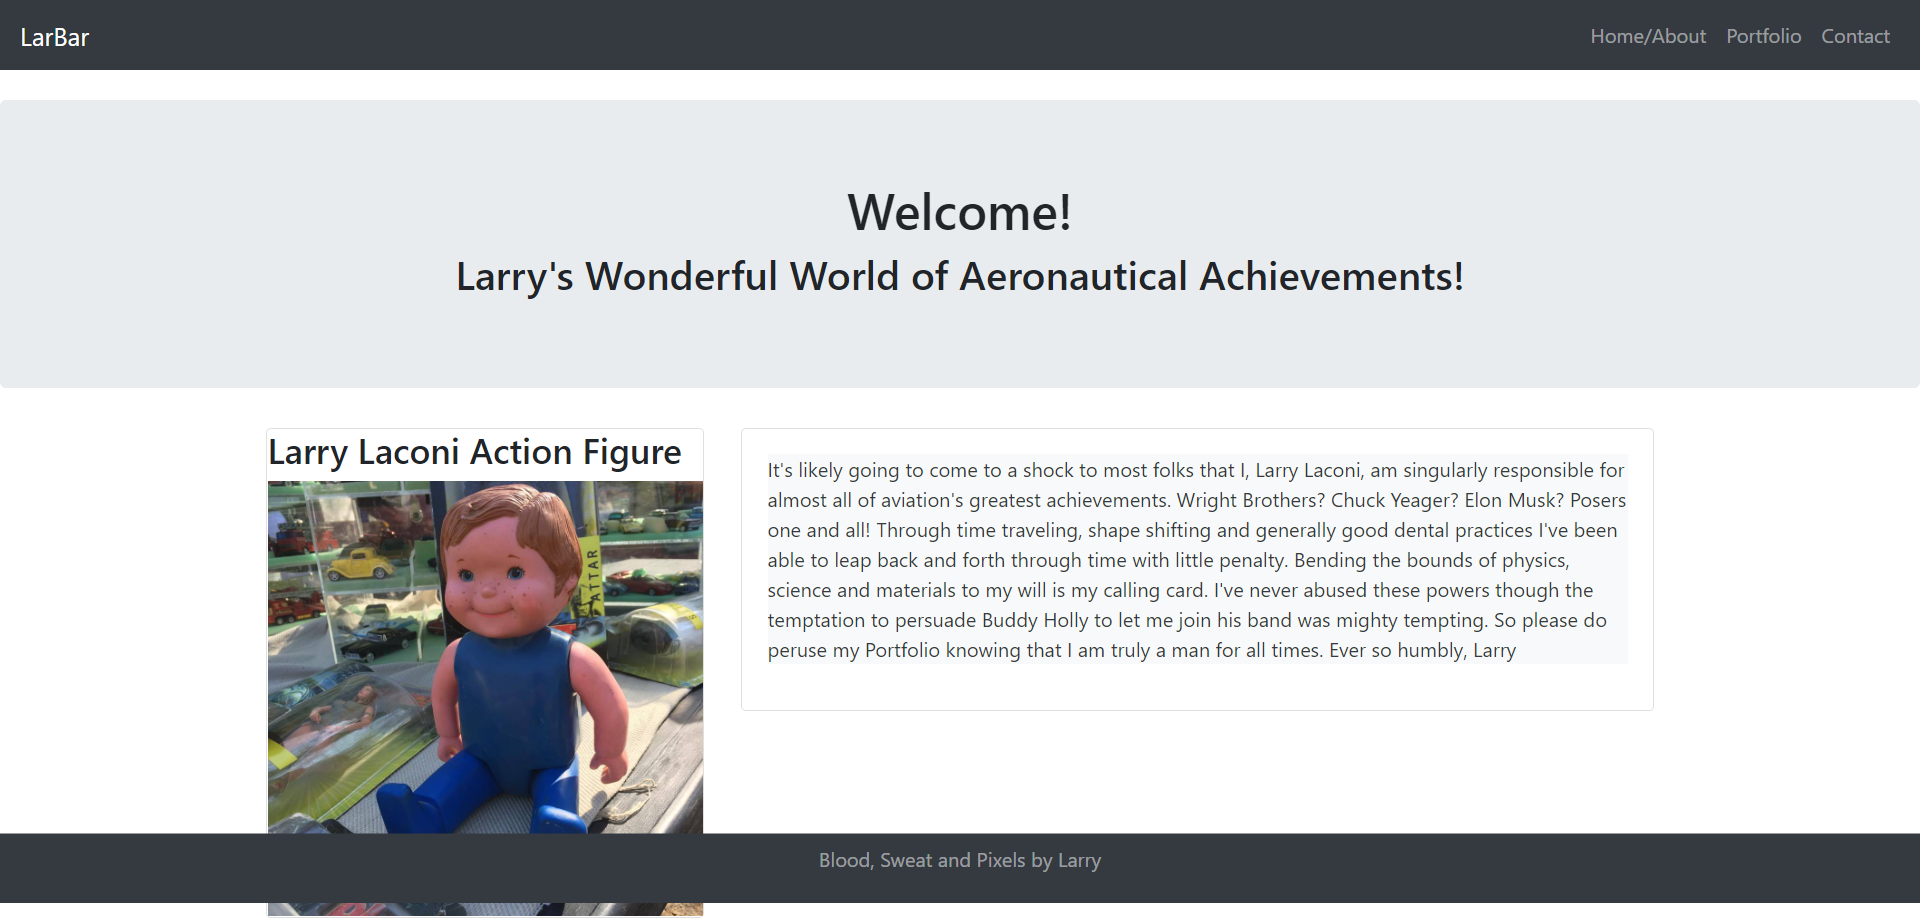 LarBar
Home/About Portfolio Contact
Welcome!
Larry's Wonderful World of Aeronautical Achievements!
Larry Laconi Action Figure
ATTAR
It's likely going to come to a shock to most folks that I, Larry Laconi, am singularly responsible for
almost all of aviation's greatest achievements. Wright Brothers? Chuck Yeager? Elon Musk? Posers
one and all! Through time traveling, shape shifting and generally good dental practices I've been
able to leap back and forth through time with little penalty. Bending the bounds of physics,
science and materials to my will is my calling card. I've never abused these powers though the
temptation to persuade Buddy Holly to let me join his band was mighty tempting. So please do
peruse my Portfolio knowing that I am truly a man for all times. Ever so humbly, Larry
Blood, Sweat and Pixels by Larry